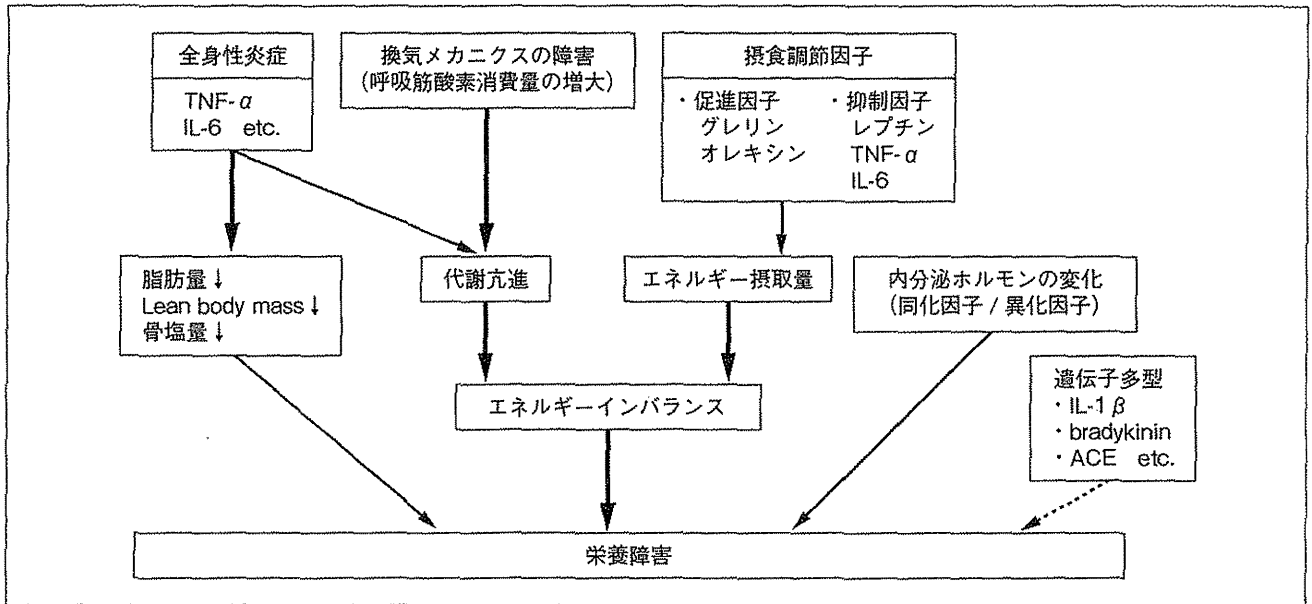 全身性炎症
TNF-α
IL-6 etc.
換気メカニクスの障害
(呼吸筋酸素消費量の増大)
摂食調節因子
・促進因子
グレリン
オレキシン
・抑制因子
レプチン
TNF-α
IL-6
脂肪量↓
Lean body mass↓
骨塩量↓
代謝亢進
エネルギー摂取量
内分泌ホルモンの変化
(同化因子 / 異化因子)
エネルギーインバランス
遺伝子多型
・IL-1β
・bradykinin
・ACE etc.
栄養障害